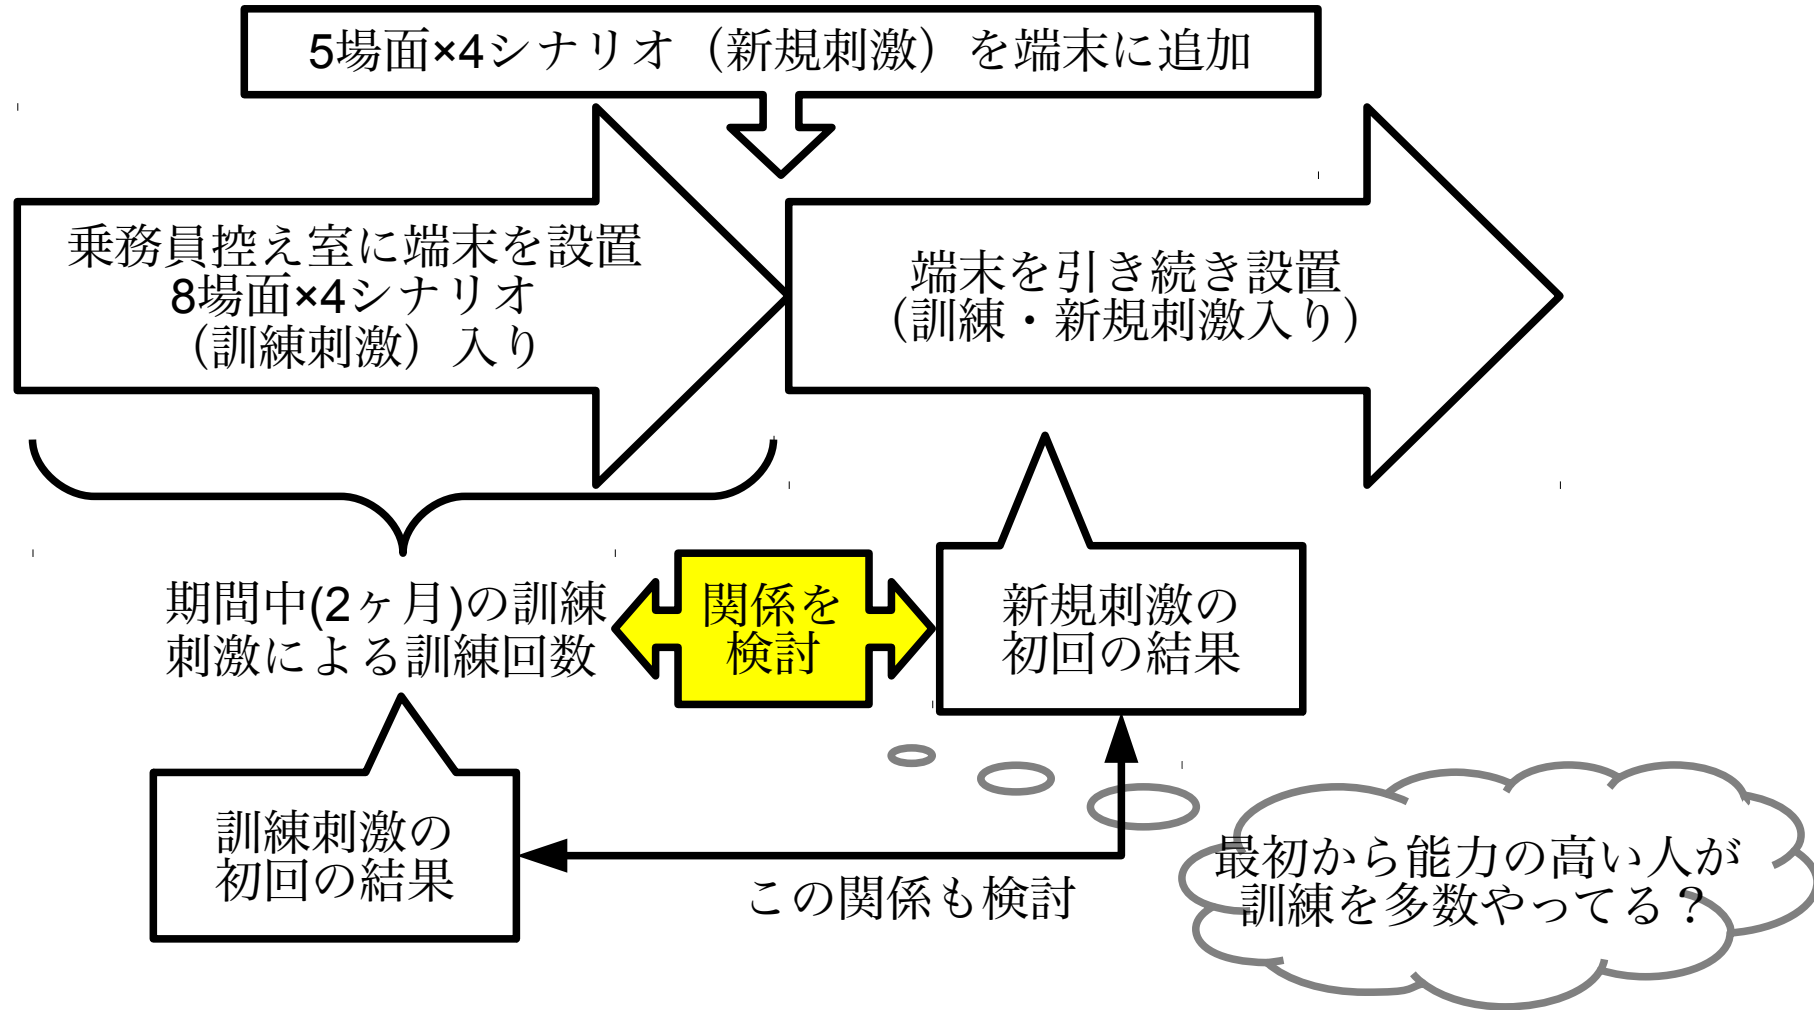 5場面×4シナリオ（新規刺激）を端末に追加
乗務員控え室に端末を設置
8場面×4シナリオ
（訓練刺激）入り
端末を引き続き設置
（訓練・新規刺激入り）
期間中(2ヶ月)の訓練
刺激による訓練回数
関係を
検討
新規刺激の
初回の結果
訓練刺激の
初回の結果
この関係も検討
最初から能力の高い人が
訓練を多数やってる？